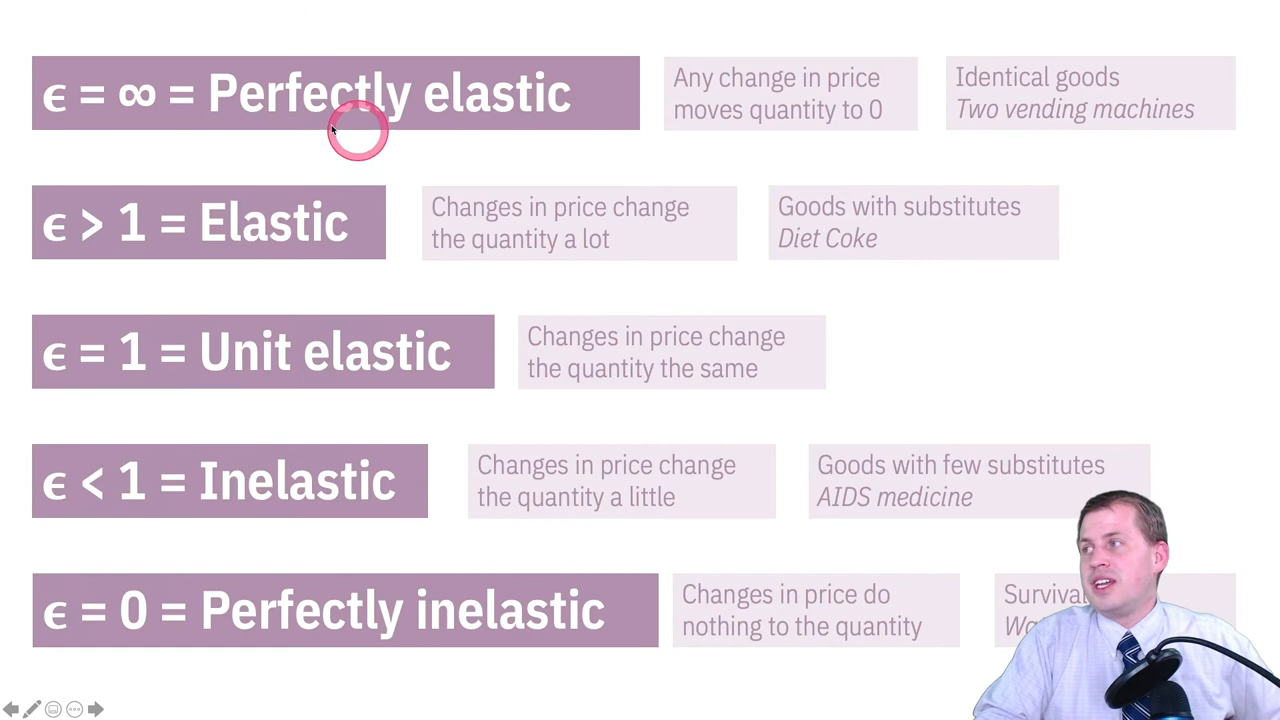 ϵ = ∞ = Perfectly elastic
Any change in price
moves quantity to 0
Identical goods
Two vending machines
ϵ > 1 = Elastic
Changes in price change
the quantity a lot
Goods with substitutes
Diet Coke
ϵ = 1 = Unit elastic
Changes in price change
the quantity the same
ϵ < 1 = Inelastic
Changes in price change
the quantity a little
Goods with few substitutes
AIDS medicine
ϵ = 0 = Perfectly inelastic
Changes in price do
nothing to the quantity